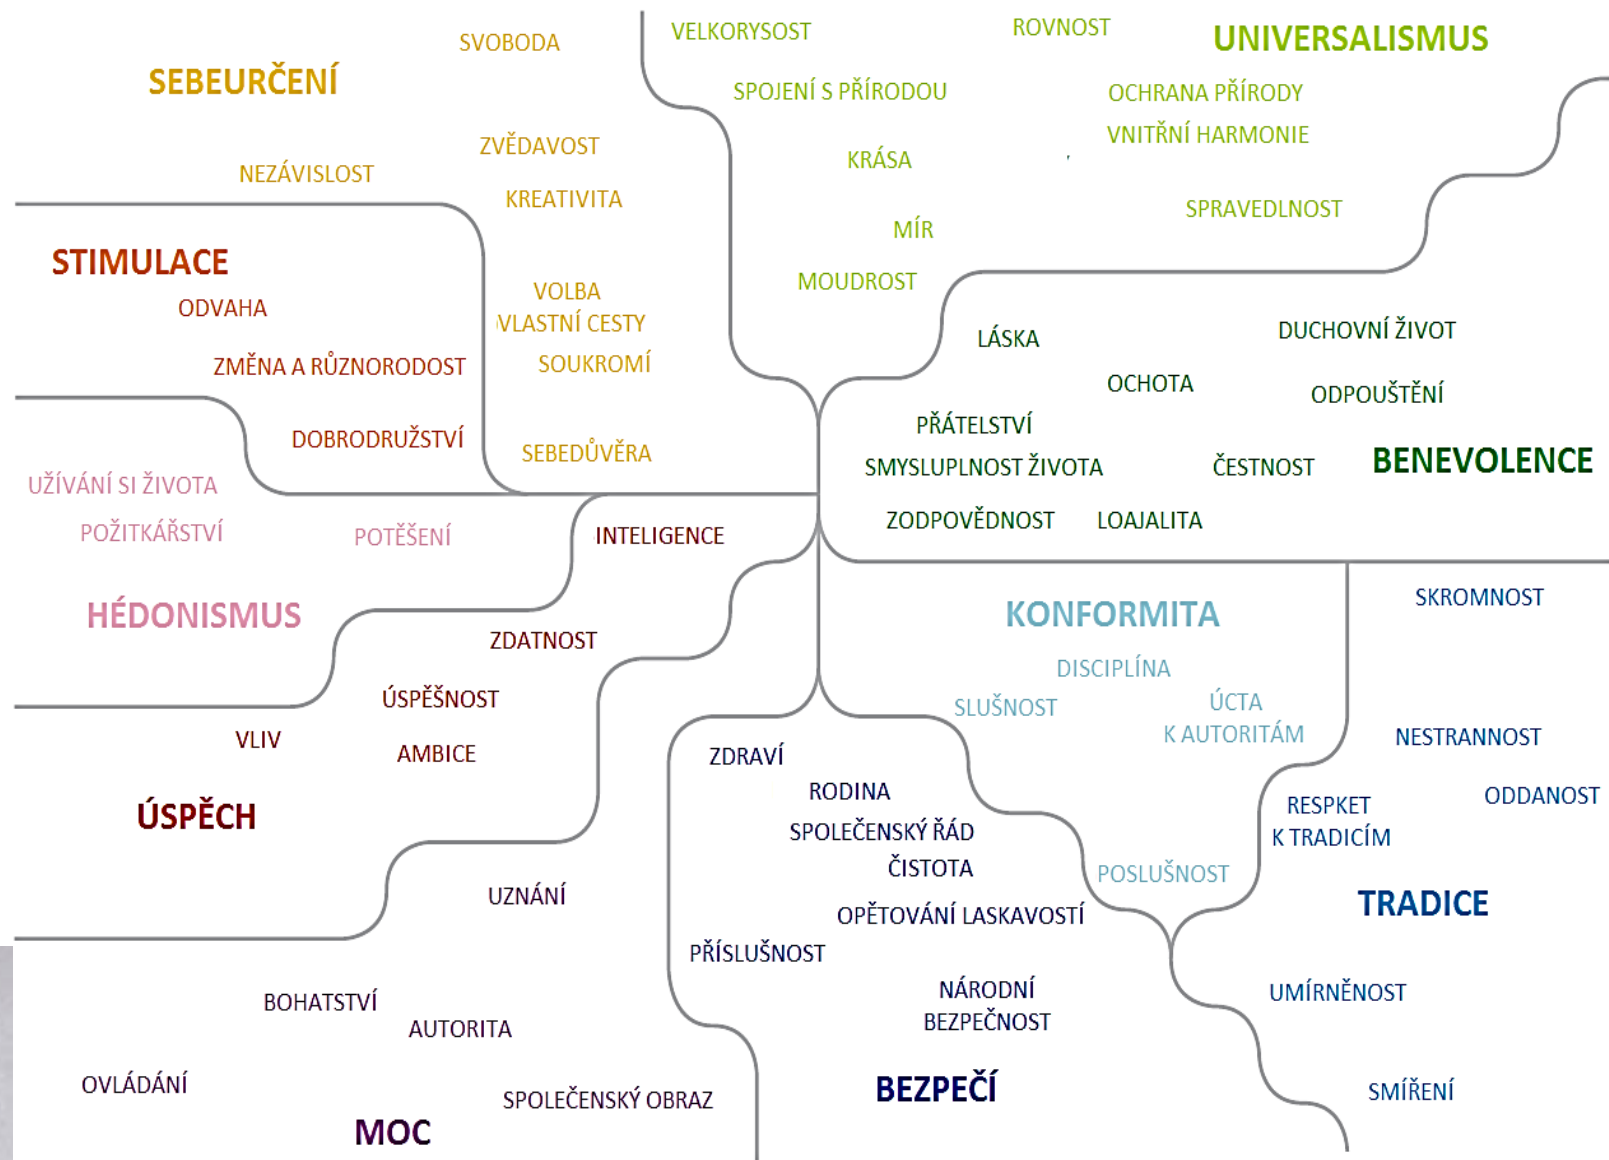 SEBEURČENÍ
SVOBODA
ZVĚDAVOST
NEZÁVISLOST
KREATIVITA
VOLBA
VLASTNÍ CESTY
SOUKROMÍ
SEBEDŮVĚRA
VELKORYSOST
ROVNOST
UNIVERSALISMUS
SPOJENÍ S PŘÍRODOU
OCHRANA PŘÍRODY
VNITŘNÍ HARMONIE
KRÁSA
SPRAVEDLNOST
MÍR
MOUDROST
STIMULACE
ODVAHA
ZMĚNA A RŮZNORODOST
DOBRODRUŽSTVÍ
LÁSKA
DUCHOVNÍ ŽIVOT
OCHOTA
ODPOUŠTĚNÍ
PŘÁTELSTVÍ
SMYSLUPLNOST ŽIVOTA
ČESTNOST
BENEVOLENCE
ZODPOVĚDNOST
LOAJALITA
UŽÍVÁNÍ SI ŽIVOTA
POŽITKÁŘSTVÍ
POTĚŠENÍ
HÉDONISMUS
INTELIGENCE
ZDATNOST
ÚSPĚŠNOST
VLIV
AMBICE
ÚSPĚCH
KONFORMITA
DISCIPLÍNA
SLUŠNOST
ÚCTA
K AUTORITÁM
POSLUŠNOST
SKROMNOST
NESTRANNOST
ODDANOST
RESPKET
K TRADICÍM
TRADICE
UMÍRNĚNOST
SMÍŘENÍ
ZDRAVÍ
RODINA
SPOLEČENSKÝ ŘÁD
ČISTOTA
OPĚTOVÁNÍ LASKAVOSTÍ
PŘÍSLUŠNOST
NÁRODNÍ
BEZPEČNOST
BEZPEČÍ
UZNÁNÍ
BOHATSTVÍ
AUTORITA
OVLÁDÁNÍ
SPOLEČENSKÝ OBRAZ
MOC